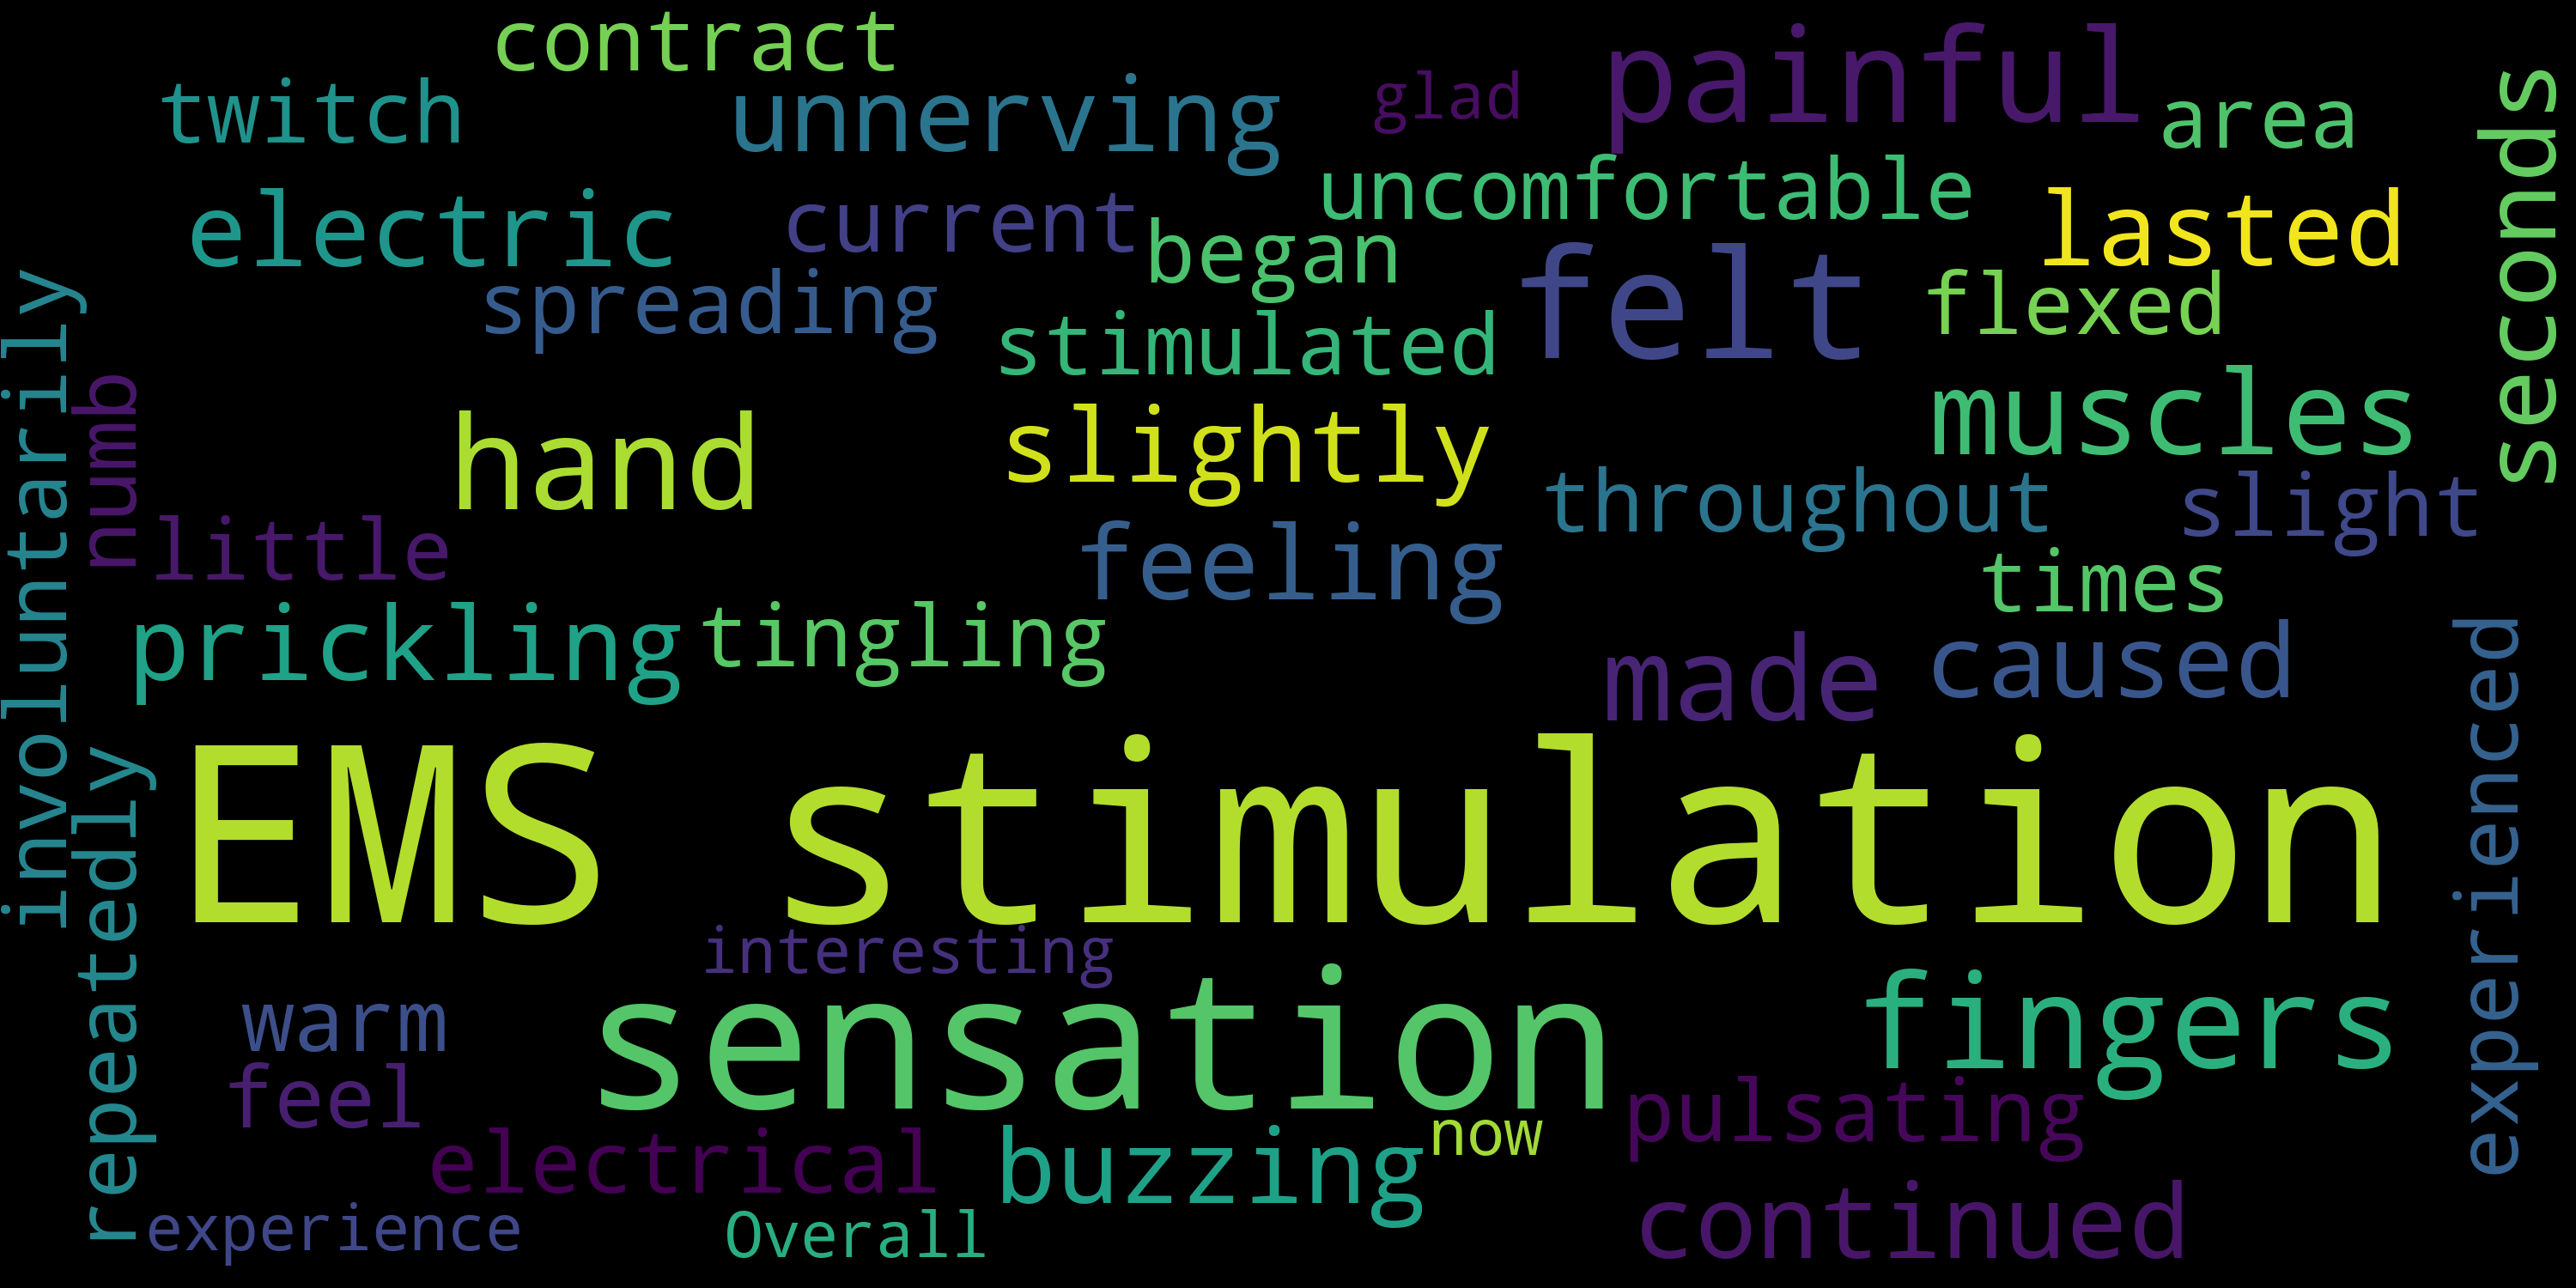 contract
painful
glad
twitch
unnerving
area
seconds
uncomfortable
electric
current
lasted
began
felt
spreading
flexed
involuntarily
stimulated
numb
muscles
hand
slightly
throughout
slight
little
feeling
times
prickling
tingling
made
caused
experienced
EMS stimulation
repeatedly
interesting
sensation
fingers
warm
feel
pulsating
now
electrical
buzzing
continued
experience
Overall